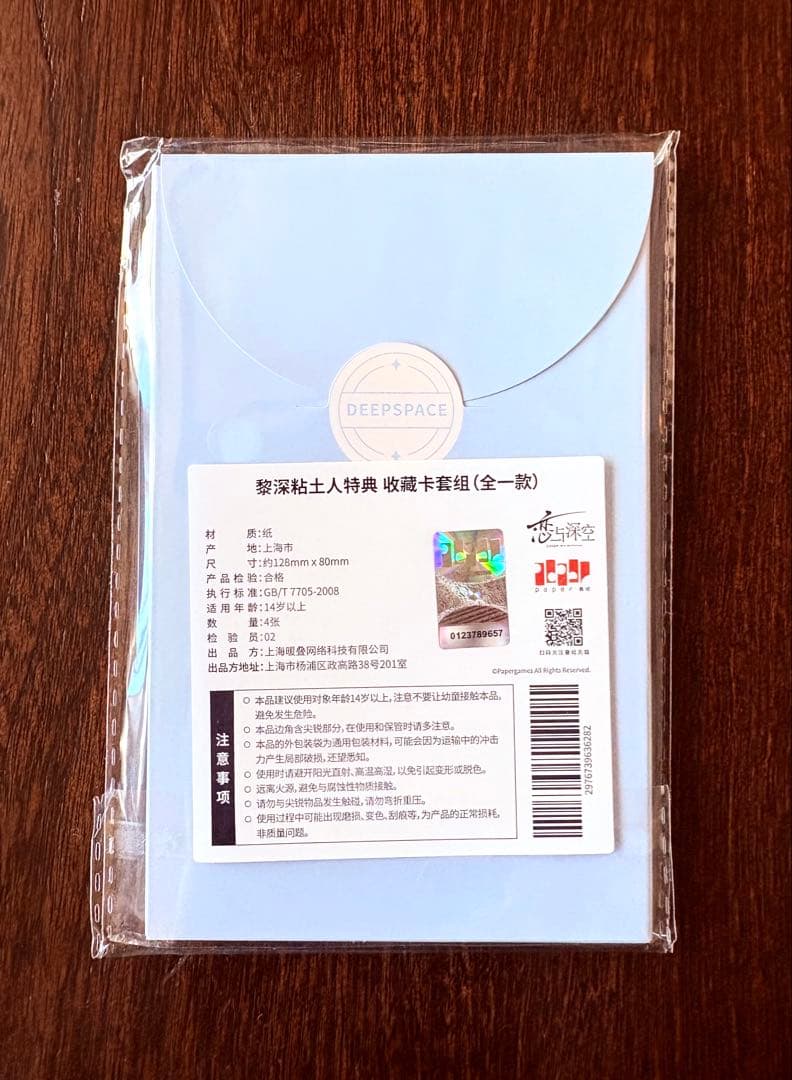 DEEPSPACE
黎深粘土人特典 收藏卡套组(全一款)
材 质:纸
产 地:上海市
尺 寸:约128mm x 80mm
产品检验:合格
执行标准:GB/T 7705-2008
适用年龄:14岁以上
数 量:4张
检 验 员:02
出 品 方:上海暖叠网络科技有限公司
出品方地址:上海市杨浦区政高路38号201室
恋与深空
paper
0123789657
©Papergames All Rights Reserved.
注意事项
○ 本品建议使用对象年龄14岁以上,注意不要让幼童接触本品,
避免发生危险。
○ 本品边角含尖锐部分,在使用和保管时请多注意。
○ 本品的外包装袋为通用包装材料,可能会因为运输中的冲击
力产生局部破损,还望悉知。
○ 使用时请避开阳光直射、高温高湿,以免引起变形或脱色。
○ 远离火源,避免与腐蚀性物质接触。
○ 请勿与尖锐物品发生触碰,请勿弯折重压。
○ 使用过程中可能出现磨损、变色、刮痕等,为产品的正常损耗,
非质量问题。
2976739636282